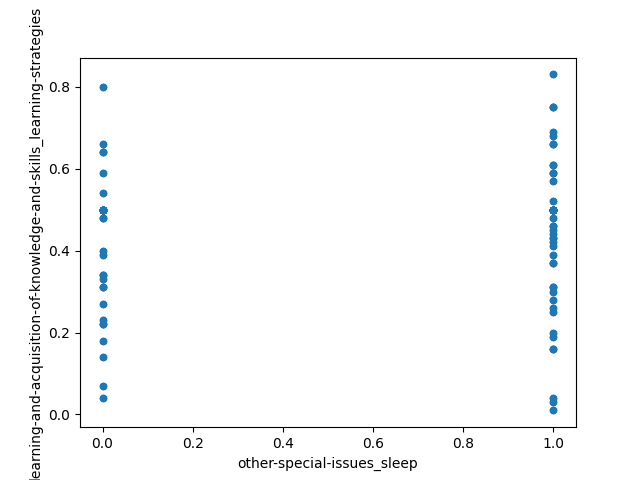 learning-and-acquisition-of-knowledge-and-skills_learning-strategies
0.8
0.6
0.4
0.2
0.0
0.0 0.2 0.4 0.6 0.8 1.0
other-special-issues_sleep